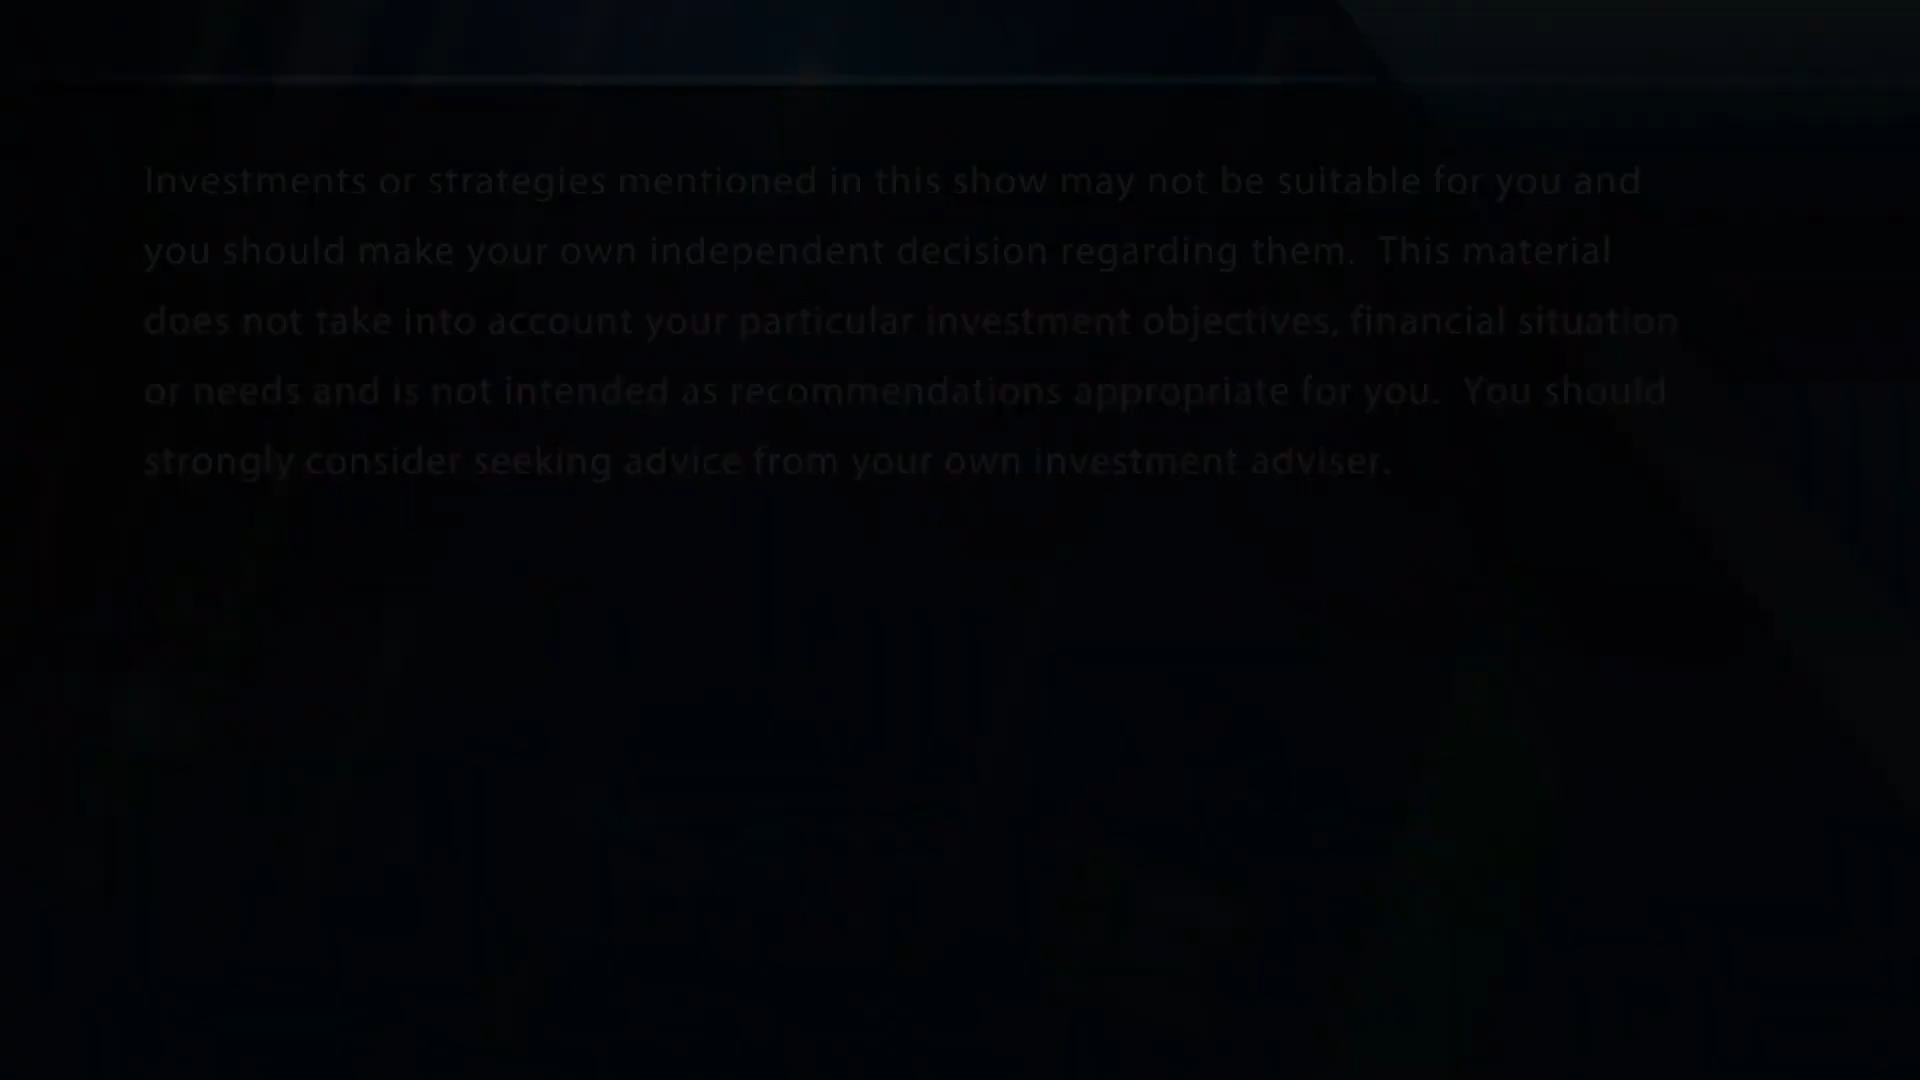 Investments or strategies mentioned in this show may not be suitable for you and
you should make your own independent decision regarding them.  This material
does not take into account your particular investment objectives, financial situation
or needs and is not intended as recommendations appropriate for you.  You should
strongly consider seeking advice from your own investment adviser.